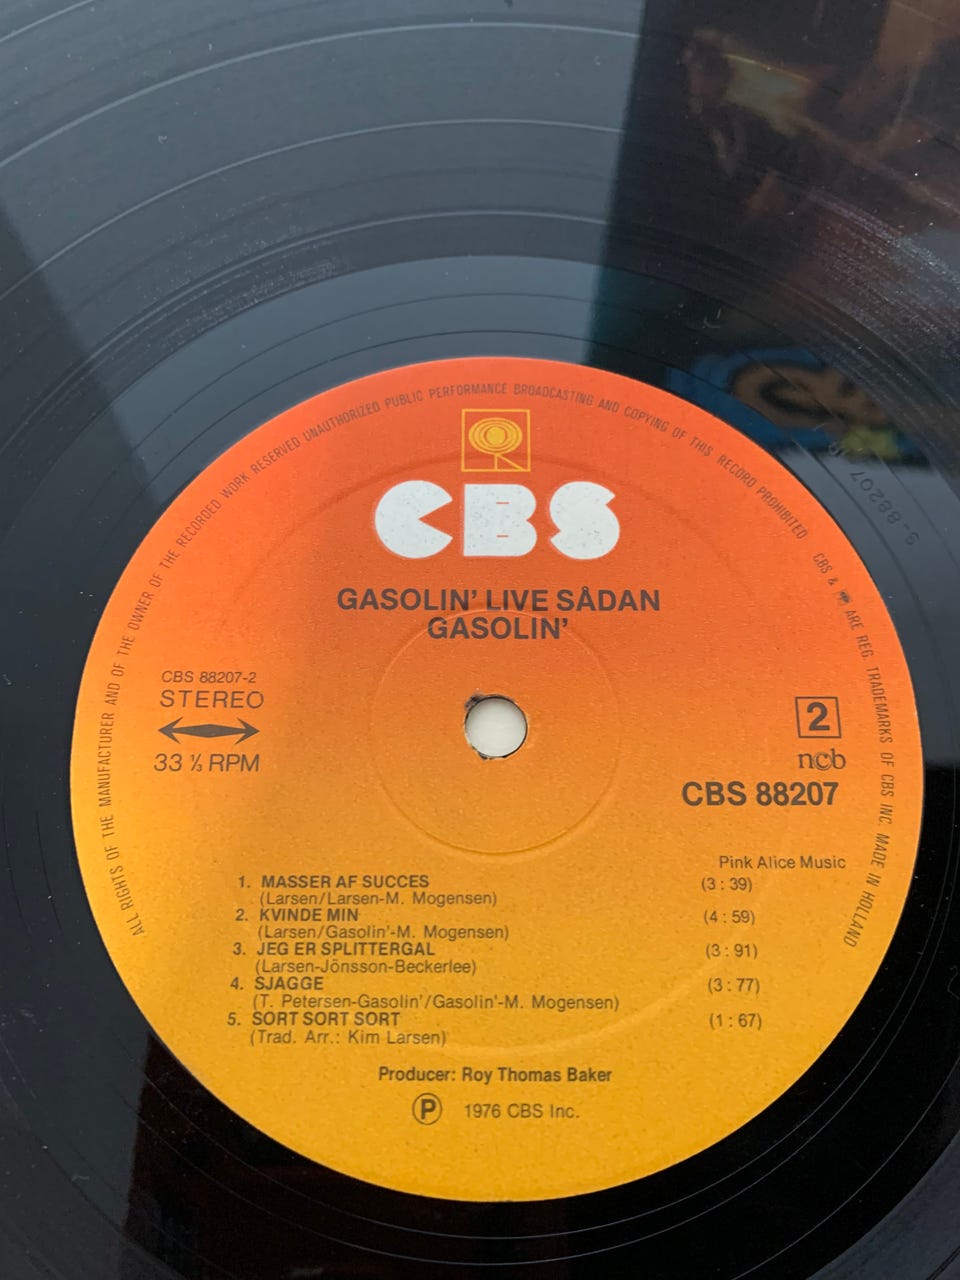 ALL RIGHTS OF THE MANUFACTURER AND OF THE OWNER OF THE RECORDED WORK RESERVED UNAUTHORIZED PUBLIC PERFORMANCE BROADCASTING AND COPYING OF THIS RECORD PROHIBITED CBS & ARE REG. TRADEMARKS OF CBS INC. MADE IN HOLLAND
CBS
GASOLIN' LIVE SÅDAN
GASOLIN'
CBS 88207-2
STEREO
33 ⅓ RPM
2
ncb
CBS 88207
Pink Alice Music
1. MASSER AF SUCCES (3 : 39)
(Larsen/Larsen-M. Mogensen)
2. KVINDE MIN (4 : 59)
(Larsen/Gasolin'-M. Mogensen)
3. JEG ER SPLITTERGAL (3 : 91)
(Larsen-Jönsson-Beckerlee)
4. SJAGGE (3 : 77)
(T. Petersen-Gasolin'/Gasolin'-M. Mogensen)
5. SORT SORT SORT (1 : 67)
(Trad. Arr.: Kim Larsen)
Producer: Roy Thomas Baker
Ⓟ 1976 CBS Inc.